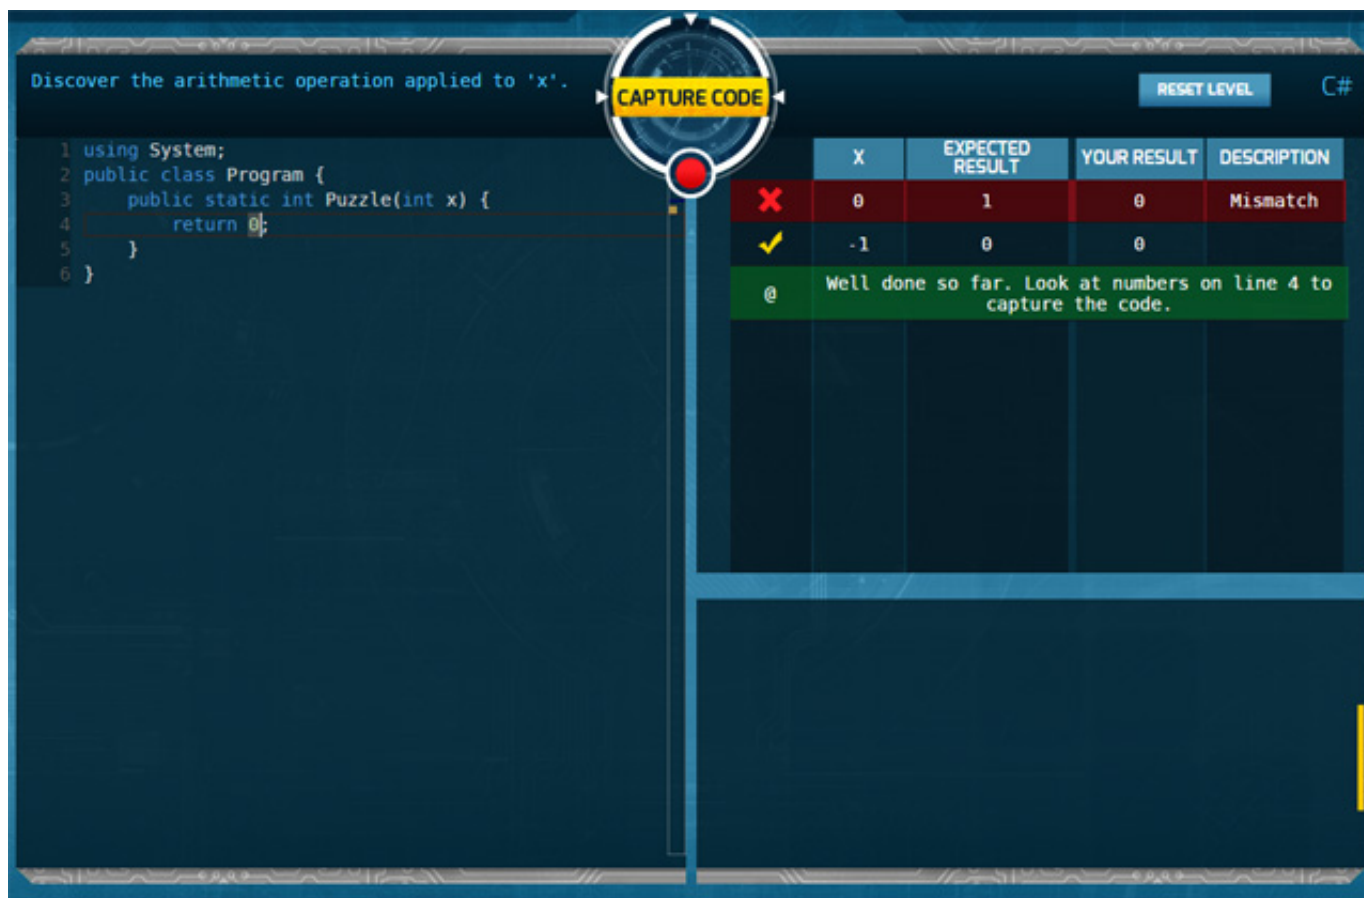 Discover the arithmetic operation applied to 'x'.
CAPTURE CODE
RESET LEVEL
C#
1 using System;
2 public class Program {
3 public static int Puzzle(int x) {
4 return 0;
5 }
6 }
X EXPECTED RESULT YOUR RESULT DESCRIPTION
0 1 0 Mismatch
-1 0 0
@ Well done so far. Look at numbers on line 4 to
capture the code.